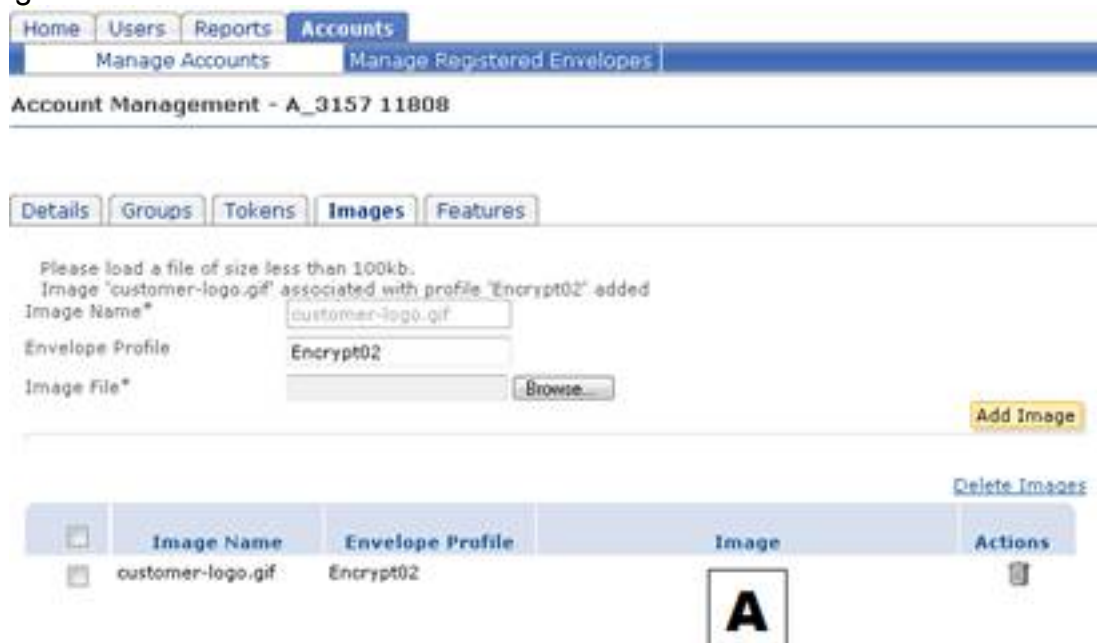 Home Users Reports Accounts
Manage Accounts Manage Registered Envelopes
Account Management - A_3157 11808
Details Groups Tokens Images Features
Please load a file of size less than 100kb.
Image 'customer-logo.gif' associated with profile 'Encrypt02' added
Image Name* customer-logo.gif
Envelope Profile Encrypt02
Image File* Browse...
Add Image
Delete Images
Image Name Envelope Profile Image Actions
customer-logo.gif Encrypt02
A